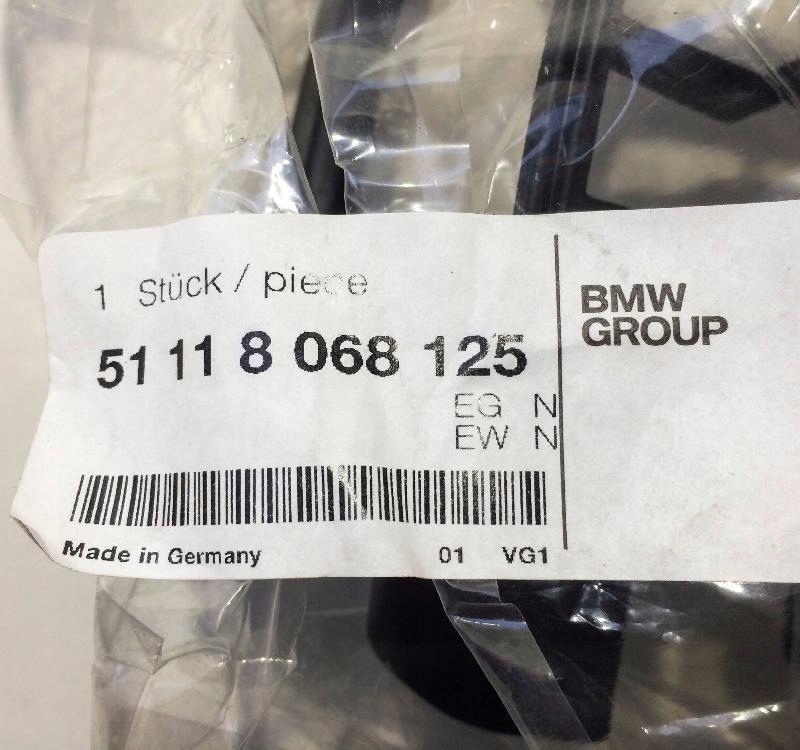 1 Stück / piece
51 11 8 068 125
EG N
EW N
Made in Germany 01 VG1
BMW
GROUP